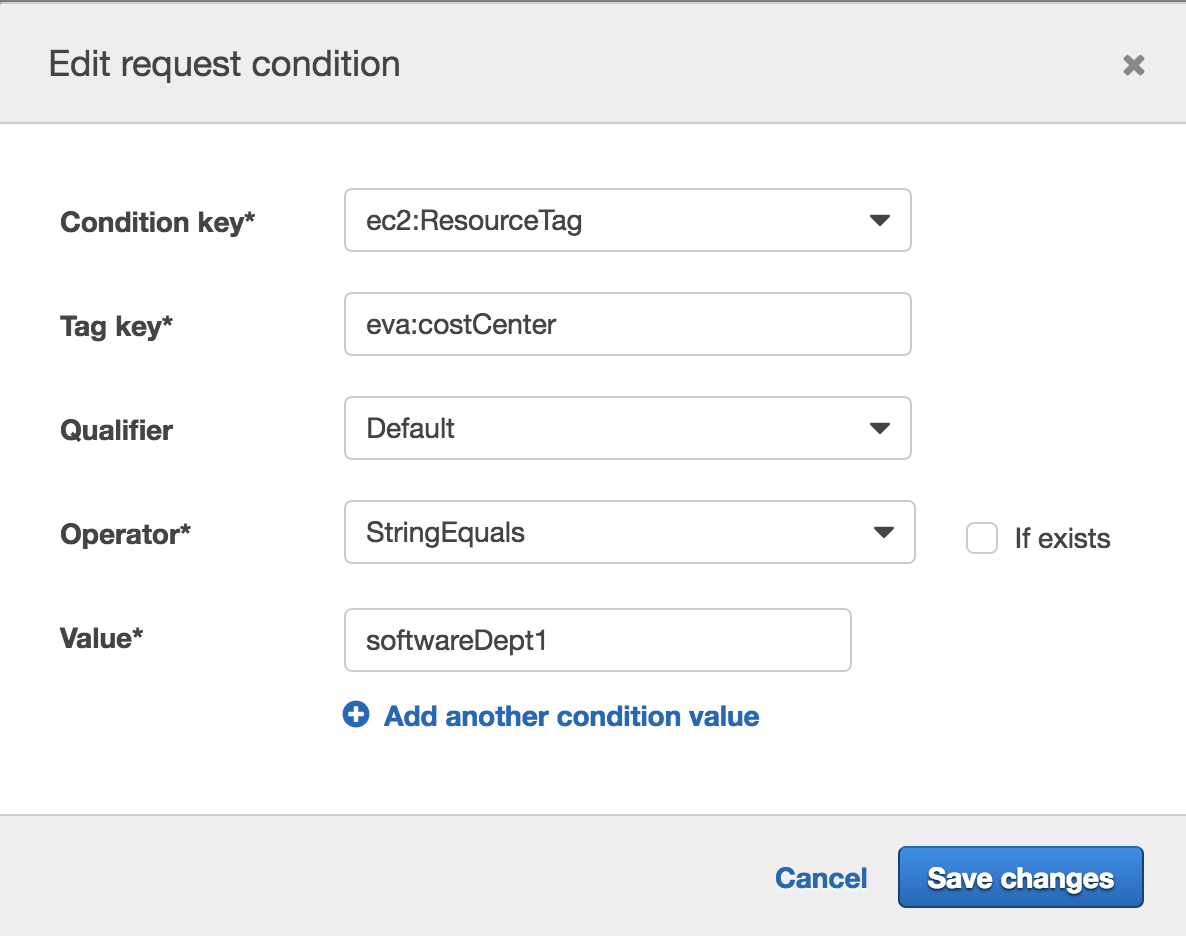 Edit request condition
Condition key* ec2:ResourceTag
Tag key* eva:costCenter
Qualifier Default
Operator* StringEquals If exists
Value* softwareDept1
Add another condition value
Cancel Save changes